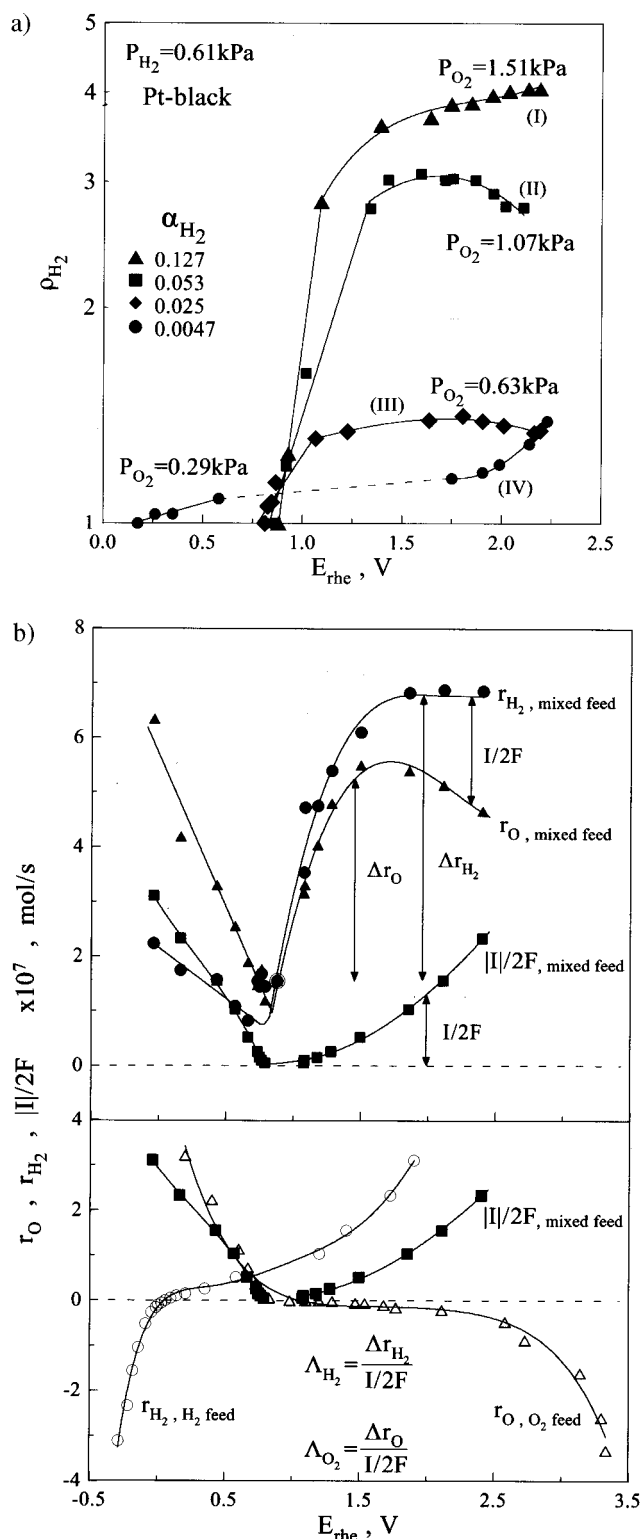 a)
P_H2=0.61kPa
Pt-black
P_O2=1.51kPa
(I)
(II)
P_O2=1.07kPa
α_H2
▲ 0.127
■ 0.053
◆ 0.025
● 0.0047
P_O2=0.63kPa
(III)
P_O2=0.29kPa
(IV)
ρ_H2
5
4
3
2
1
0.0 0.5 1.0 1.5 2.0 2.5
E_rhe , V
b)
8
6
4
2
0
r_H2, mixed feed
I/2F
r_O, mixed feed
Δr_O
Δr_H2
|I|/2F, mixed feed
I/2F
r_O , r_H2 , |I|/2F x10^7 , mol/s
4
2
0
-2
-4
|I|/2F, mixed feed
r_H2, H2 feed
Λ_H2 = Δr_H2 / I/2F
Λ_O2 = Δr_O / I/2F
r_O, O2 feed
-0.5 0.5 1.5 2.5 3.5
E_rhe , V